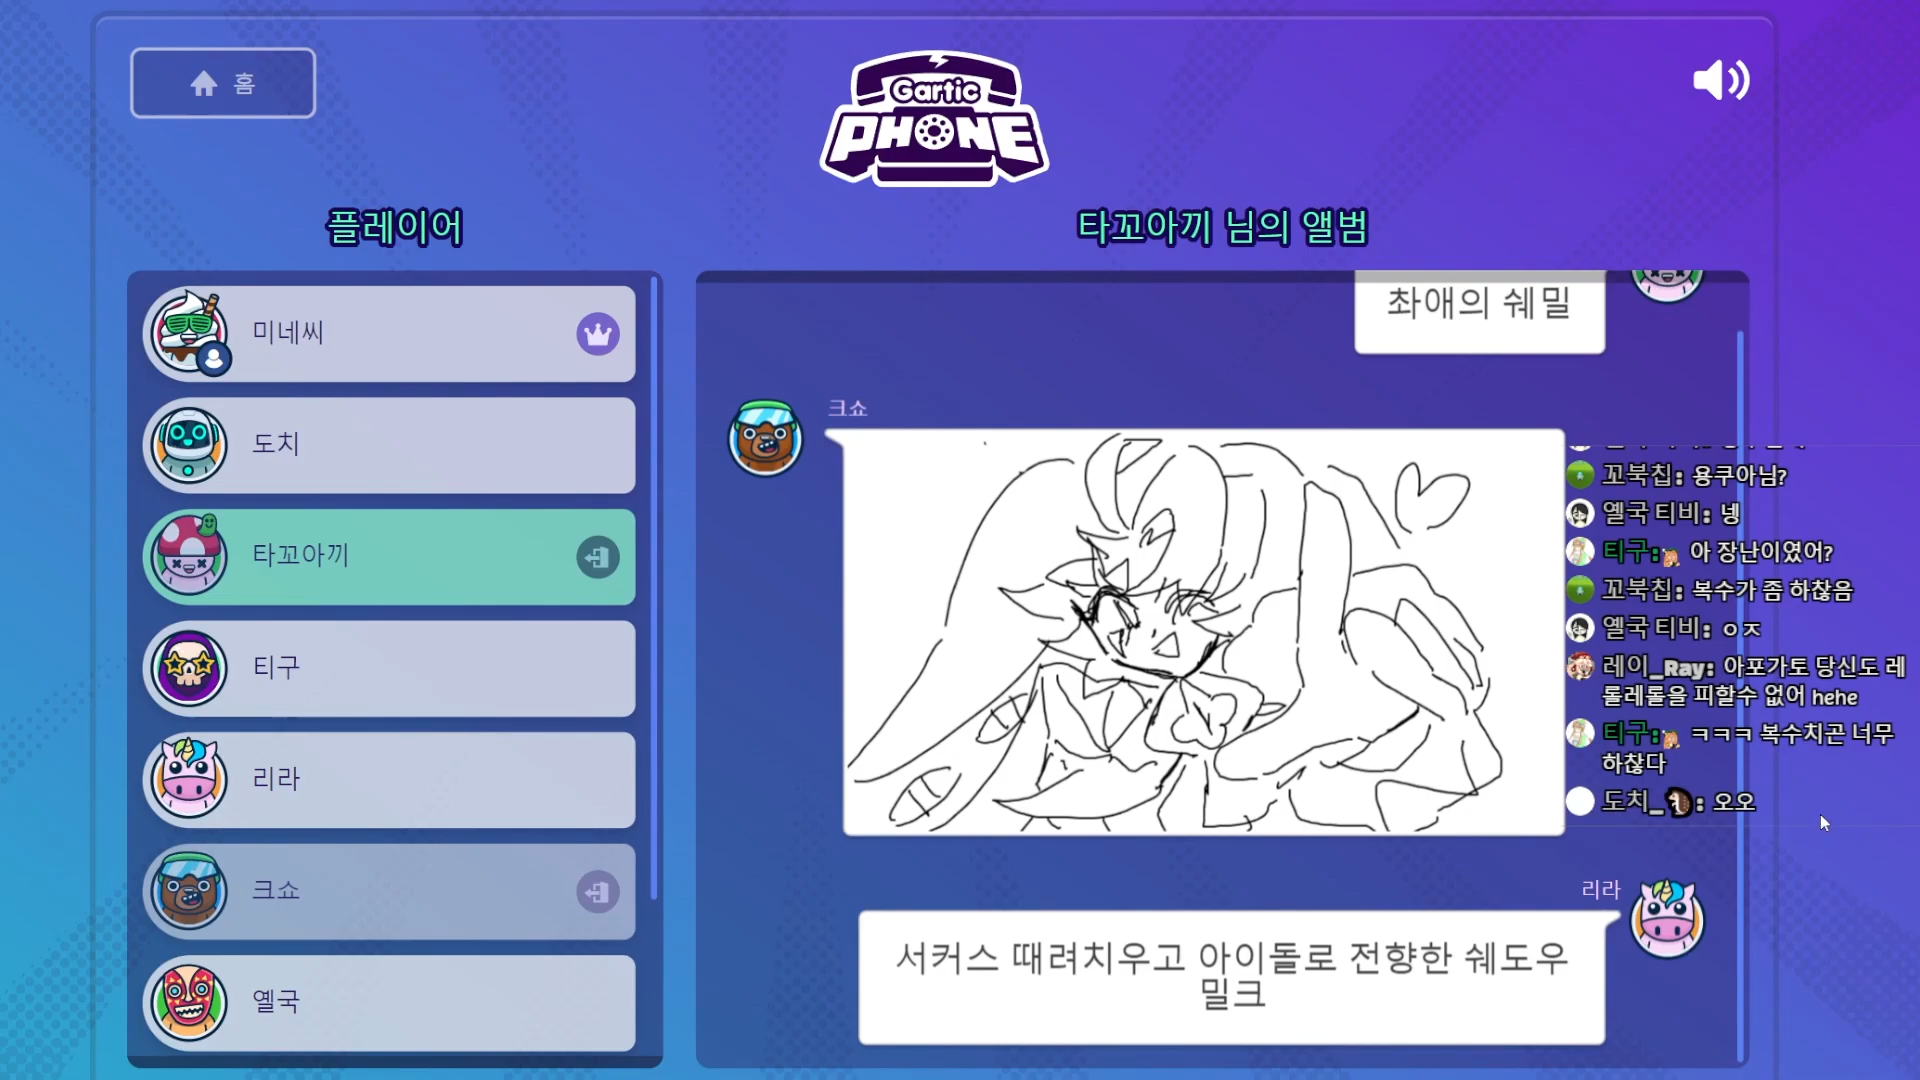 홈
Gartic
PHONE
플레이어
타꼬아끼 님의 앨범
미네씨
도치
타꼬아끼
티구
리라
크쇼
옐국
촤애의 쉐밀
크쇼
꼬북칩: 용쿠아님?
옐국 티비: 넹
티구: 아 장난이였어?
꼬북칩: 복수가 좀 하찮음
옐국 티비: ㅇㅈ
레이_Ray: 아포가토 당신도 레
롤레롤을 피할수 없어 hehe
티구: ㅋㅋㅋ 복수치곤 너무
하찮다
도치_: 오오
리라
서커스 때려치우고 아이돌로 전향한 쉐도우
밀크